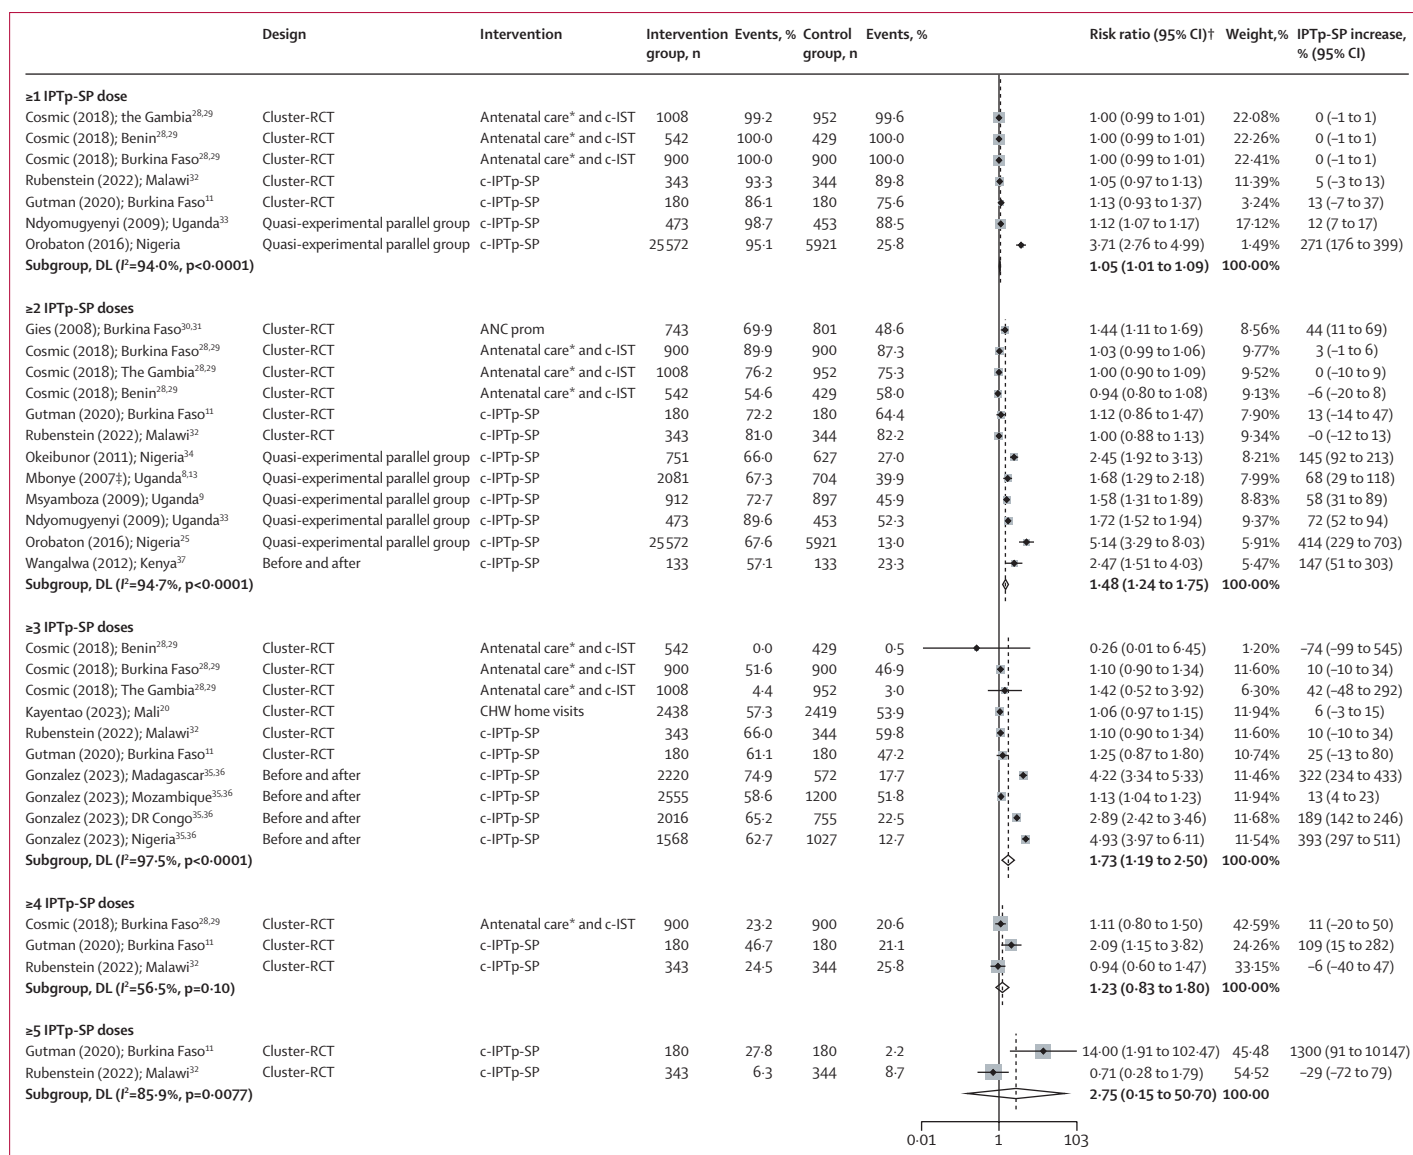 Design Intervention Intervention group, n Events, % Control group, n Events, % Risk ratio (95% CI)† Weight,% IPTp-SP increase, % (95% CI)
≥1 IPTp-SP dose
Cosmic (2018); the Gambia28,29 Cluster-RCT Antenatal care* and c-IST 1008 99·2 952 99·6 1·00 (0·99 to 1·01) 22·08% 0 (–1 to 1)
Cosmic (2018); Benin28,29 Cluster-RCT Antenatal care* and c-IST 542 100·0 429 100·0 1·00 (0·99 to 1·01) 22·26% 0 (–1 to 1)
Cosmic (2018); Burkina Faso28,29 Cluster-RCT Antenatal care* and c-IST 900 100·0 900 100·0 1·00 (0·99 to 1·01) 22·41% 0 (–1 to 1)
Rubenstein (2022); Malawi32 Cluster-RCT c-IPTp-SP 343 93·3 344 89·8 1·05 (0·97 to 1·13) 11·39% 5 (–3 to 13)
Gutman (2020); Burkina Faso11 Cluster-RCT c-IPTp-SP 180 86·1 180 75·6 1·13 (0·93 to 1·37) 3·24% 13 (–7 to 37)
Ndyomugyenyi (2009); Uganda33 Quasi-experimental parallel group c-IPTp-SP 473 98·7 453 88·5 1·12 (1·07 to 1·17) 17·12% 12 (7 to 17)
Orobaton (2016); Nigeria Quasi-experimental parallel group c-IPTp-SP 25 572 95·1 5921 25·8 3·71 (2·76 to 4·99) 1·49% 271 (176 to 399)
Subgroup, DL (I²=94·0%, p<0·0001) 1·05 (1·01 to 1·09) 100·00%
≥2 IPTp-SP doses
Gies (2008); Burkina Faso30,31 Cluster-RCT ANC prom 743 69·9 801 48·6 1·44 (1·11 to 1·69) 8·56% 44 (11 to 69)
Cosmic (2018); Burkina Faso28,29 Cluster-RCT Antenatal care* and c-IST 900 89·9 900 87·3 1·03 (0·99 to 1·06) 9·77% 3 (–1 to 6)
Cosmic (2018); The Gambia28,29 Cluster-RCT Antenatal care* and c-IST 1008 76·2 952 75·3 1·00 (0·90 to 1·09) 9·52% 0 (–10 to 9)
Cosmic (2018); Benin28,29 Cluster-RCT Antenatal care* and c-IST 542 54·6 429 58·0 0·94 (0·80 to 1·08) 9·13% –6 (–20 to 8)
Gutman (2020); Burkina Faso11 Cluster-RCT c-IPTp-SP 180 72·2 180 64·4 1·12 (0·86 to 1·47) 7·90% 13 (–14 to 47)
Rubenstein (2022); Malawi32 Cluster-RCT c-IPTp-SP 343 81·0 344 82·2 1·00 (0·88 to 1·13) 9·34% –0 (–12 to 13)
Okeibunor (2011); Nigeria34 Quasi-experimental parallel group c-IPTp-SP 751 66·0 627 27·0 2·45 (1·92 to 3·13) 8·21% 145 (92 to 213)
Mbonye (2007‡); Uganda8,13 Quasi-experimental parallel group c-IPTp-SP 2081 67·3 704 39·9 1·68 (1·29 to 2·18) 7·99% 68 (29 to 118)
Msyamboza (2009); Uganda9 Quasi-experimental parallel group c-IPTp-SP 912 72·7 897 45·9 1·58 (1·31 to 1·89) 8·83% 58 (31 to 89)
Ndyomugyenyi (2009); Uganda33 Quasi-experimental parallel group c-IPTp-SP 473 89·6 453 52·3 1·72 (1·52 to 1·94) 9·37% 72 (52 to 94)
Orobaton (2016); Nigeria25 Quasi-experimental parallel group c-IPTp-SP 25 572 67·6 5921 13·0 5·14 (3·29 to 8·03) 5·91% 414 (229 to 703)
Wangalwa (2012); Kenya37 Before and after c-IPTp-SP 133 57·1 133 23·3 2·47 (1·51 to 4·03) 5·47% 147 (51 to 303)
Subgroup, DL (I²=94·7%, p<0·0001) 1·48 (1·24 to 1·75) 100·00%
≥3 IPTp-SP doses
Cosmic (2018); Benin28,29 Cluster-RCT Antenatal care* and c-IST 542 0·0 429 0·5 0·26 (0·01 to 6·45) 1·20% –74 (–99 to 545)
Cosmic (2018); Burkina Faso28,29 Cluster-RCT Antenatal care* and c-IST 900 51·6 900 46·9 1·10 (0·90 to 1·34) 11·60% 10 (–10 to 34)
Cosmic (2018); The Gambia28,29 Cluster-RCT Antenatal care* and c-IST 1008 4·4 952 3·0 1·42 (0·52 to 3·92) 6·30% 42 (–48 to 292)
Kayentao (2023); Mali20 Cluster-RCT CHW home visits 2438 57·3 2419 53·9 1·06 (0·97 to 1·15) 11·94% 6 (–3 to 15)
Rubenstein (2022); Malawi32 Cluster-RCT c-IPTp-SP 343 66·0 344 59·8 1·10 (0·90 to 1·34) 11·60% 10 (–10 to 34)
Gutman (2020); Burkina Faso11 Cluster-RCT c-IPTp-SP 180 61·1 180 47·2 1·25 (0·87 to 1·80) 10·74% 25 (–13 to 80)
Gonzalez (2023); Madagascar35,36 Before and after c-IPTp-SP 2220 74·9 572 17·7 4·22 (3·34 to 5·33) 11·46% 322 (234 to 433)
Gonzalez (2023); Mozambique35,36 Before and after c-IPTp-SP 2555 58·6 1200 51·8 1·13 (1·04 to 1·23) 11·94% 13 (4 to 23)
Gonzalez (2023); DR Congo35,36 Before and after c-IPTp-SP 2016 65·2 755 22·5 2·89 (2·42 to 3·46) 11·68% 189 (142 to 246)
Gonzalez (2023); Nigeria35,36 Before and after c-IPTp-SP 1568 62·7 1027 12·7 4·93 (3·97 to 6·11) 11·54% 393 (297 to 511)
Subgroup, DL (I²=97·5%, p<0·0001) 1·73 (1·19 to 2·50) 100·00%
≥4 IPTp-SP doses
Cosmic (2018); Burkina Faso28,29 Cluster-RCT Antenatal care* and c-IST 900 23·2 900 20·6 1·11 (0·80 to 1·50) 42·59% 11 (–20 to 50)
Gutman (2020); Burkina Faso11 Cluster-RCT c-IPTp-SP 180 46·7 180 21·1 2·09 (1·15 to 3·82) 24·26% 109 (15 to 282)
Rubenstein (2022); Malawi32 Cluster-RCT c-IPTp-SP 343 24·5 344 25·8 0·94 (0·60 to 1·47) 33·15% –6 (–40 to 47)
Subgroup, DL (I²=56·5%, p=0·10) 1·23 (0·83 to 1·80) 100·00%
≥5 IPTp-SP doses
Gutman (2020); Burkina Faso11 Cluster-RCT c-IPTp-SP 180 27·8 180 2·2 14·00 (1·91 to 102·47) 45·48 1300 (91 to 10 147)
Rubenstein (2022); Malawi32 Cluster-RCT c-IPTp-SP 343 6·3 344 8·7 0·71 (0·28 to 1·79) 54·52 –29 (–72 to 79)
Subgroup, DL (I²=85·9%, p=0·0077) 2·75 (0·15 to 50·70) 100·00
0·01 1 103